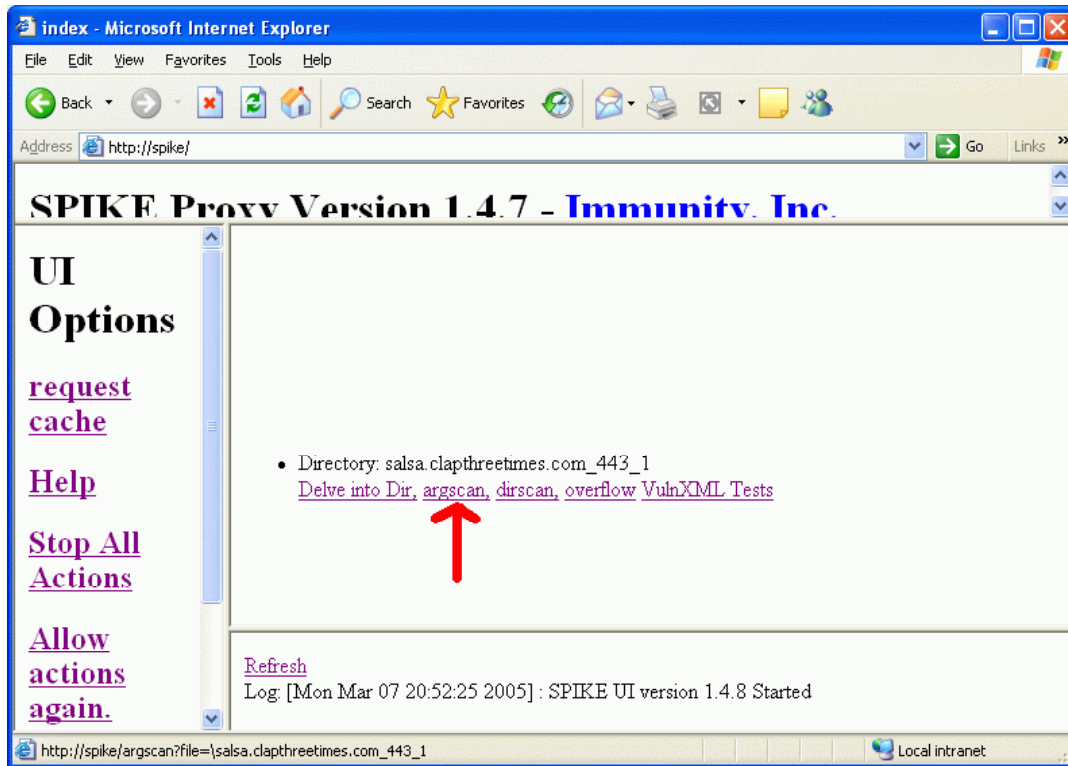 index - Microsoft Internet Explorer
File Edit View Favorites Tools Help
Back Search Favorites
Address http://spike/ Go Links »
SPIKE Proxy Version 1.4.7 - Immunity, Inc.
UI
Options
request
cache
Help
Stop All
Actions
Allow
actions
again.
Directory: salsa.clapthreetimes.com_443_1
Delve into Dir, argscan, dirscan, overflow VulnXML Tests
Refresh
Log: [Mon Mar 07 20:52:25 2005] : SPIKE UI version 1.4.8 Started
http://spike/argscan?file=\salsa.clapthreetimes.com_443_1 Local intranet